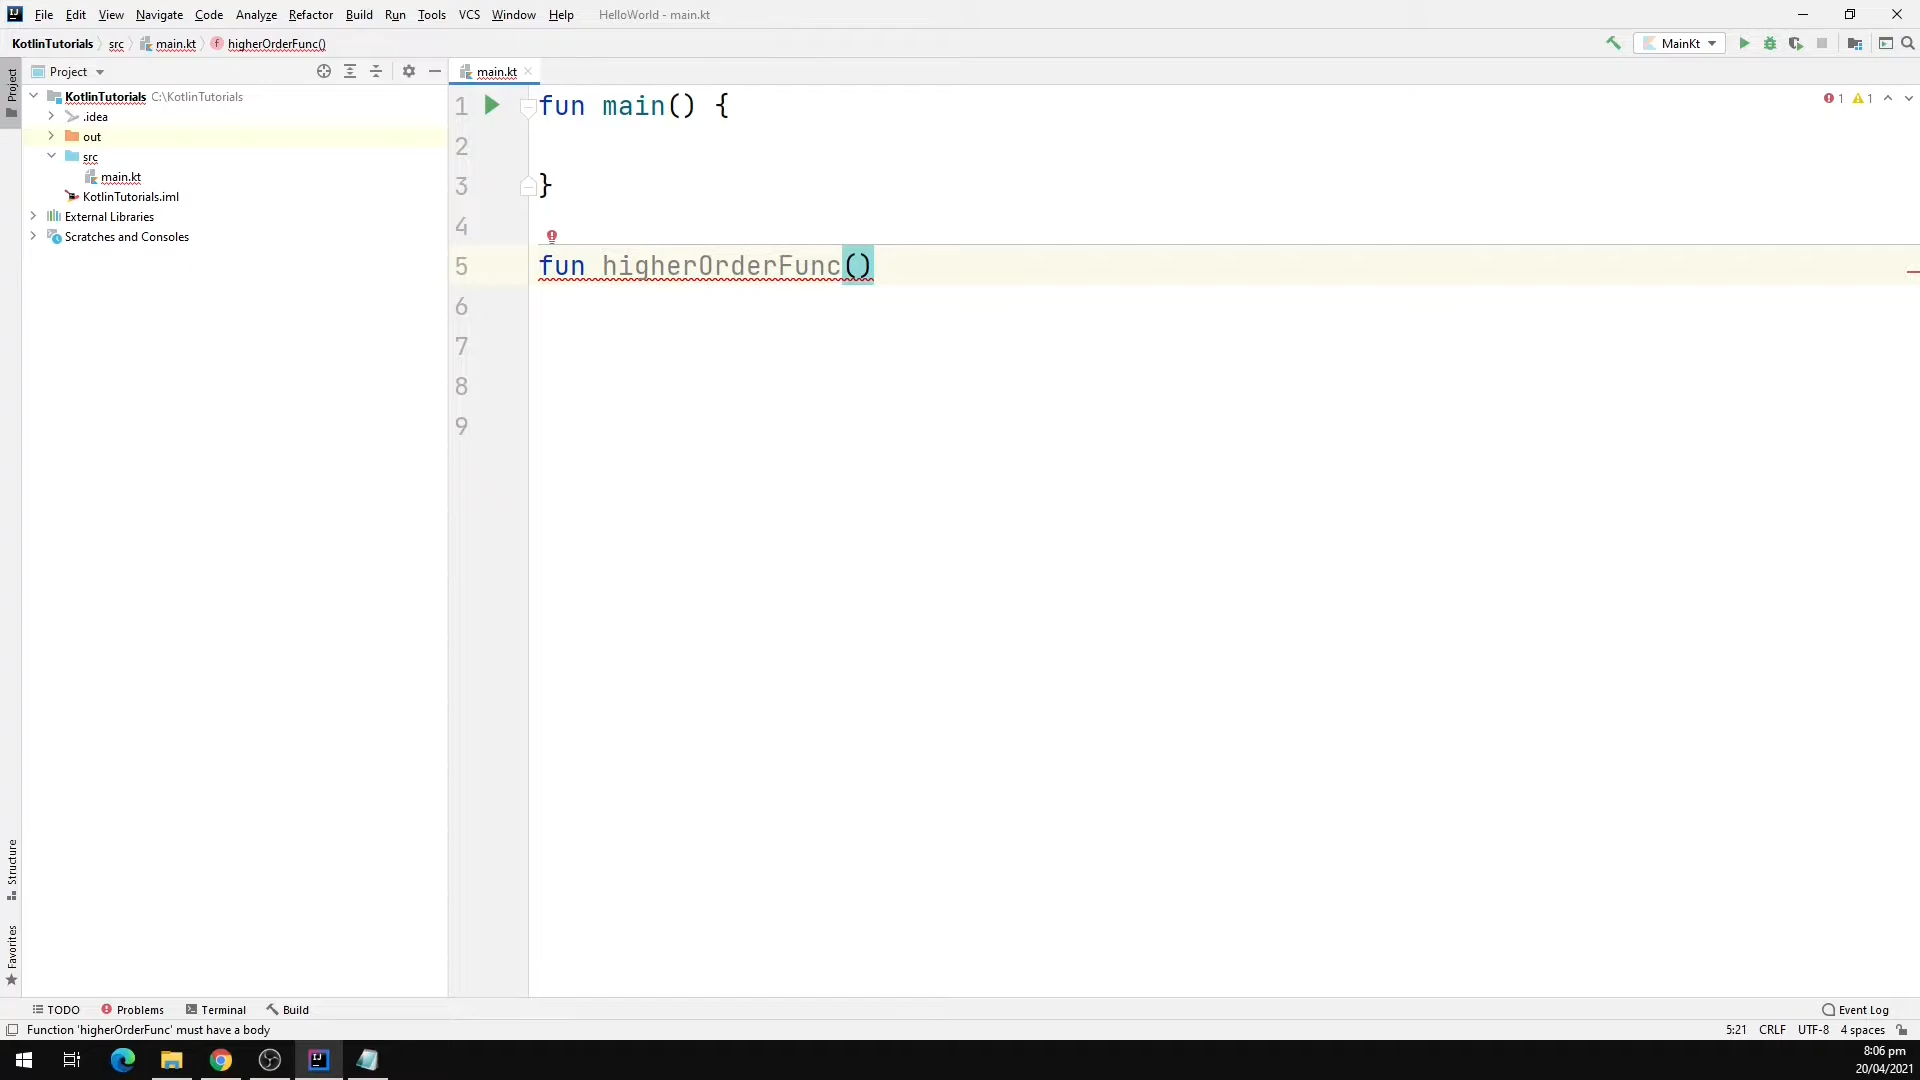 File Edit View Navigate Code Analyze Refactor Build Run Tools VCS Window Help HelloWorld - main.kt
KotlinTutorials src main.kt higherOrderFunc()
MainKt
Project
Project
main.kt
KotlinTutorials C:\KotlinTutorials
.idea
out
src
main.kt
KotlinTutorials.iml
External Libraries
Scratches and Consoles
1 fun main() {
2
3 }
4
5 fun higherOrderFunc()
6
7
8
9
1 1
Structure
Favorites
TODO Problems Terminal Build Event Log
Function 'higherOrderFunc' must have a body 5:21 CRLF UTF-8 4 spaces
8:06 pm
20/04/2021